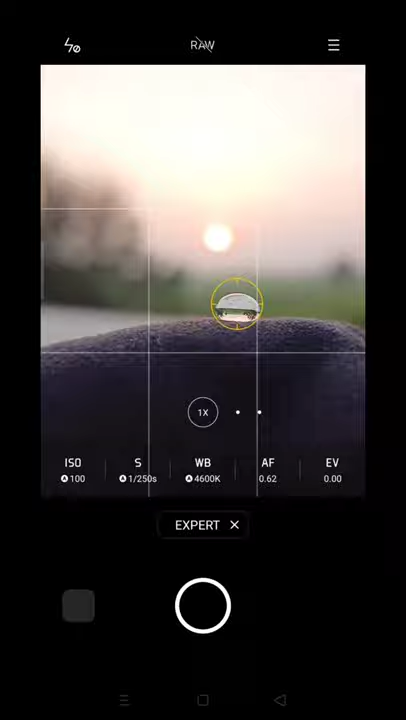 RAW
1X
ISO S WB AF EV
A 100 A 1/250s A 4600K 0.62 0.00
EXPERT